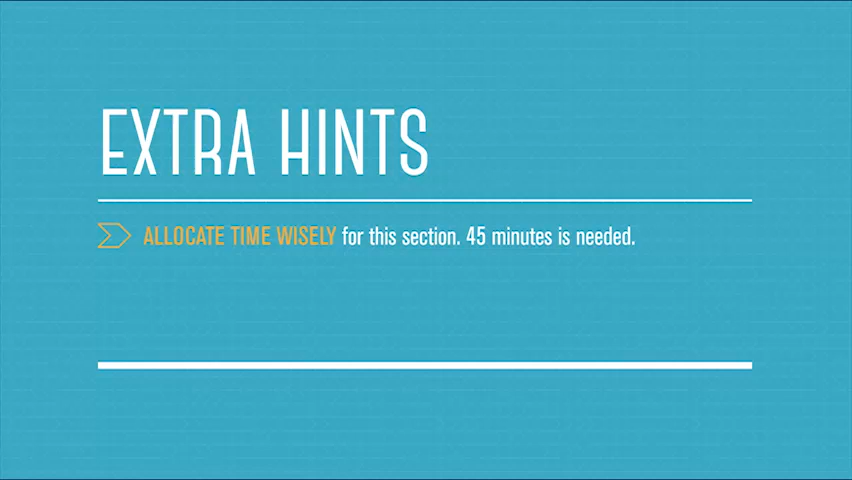 EXTRA HINTS
ALLOCATE TIME WISELY for this section. 45 minutes is needed.